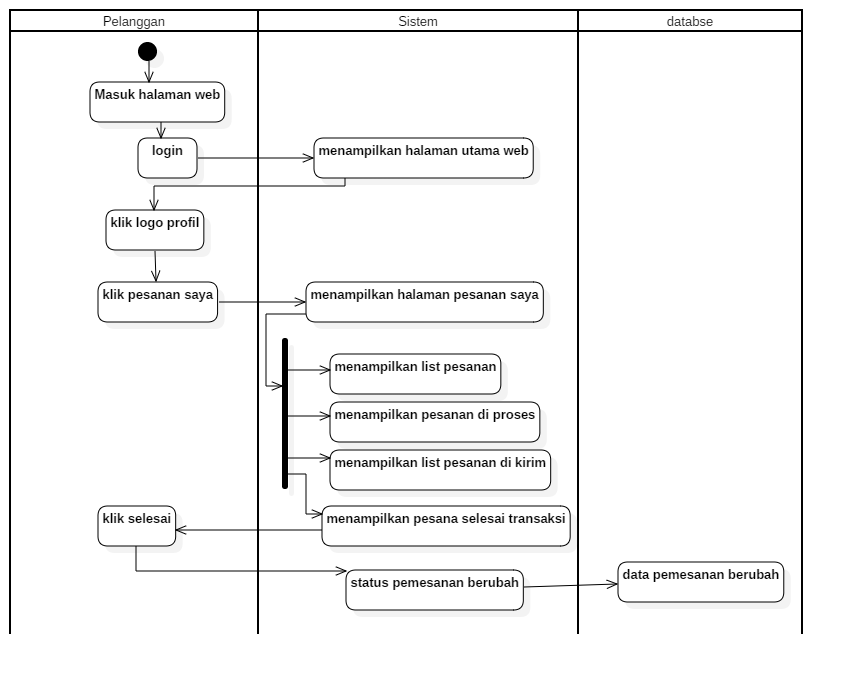 Pelanggan
Sistem
databse
Masuk halaman web
login
menampilkan halaman utama web
klik logo profil
klik pesanan saya
menampilkan halaman pesanan saya
menampilkan list pesanan
menampilkan pesanan di proses
menampilkan list pesanan di kirim
klik selesai
menampilkan pesana selesai transaksi
status pemesanan berubah
data pemesanan berubah